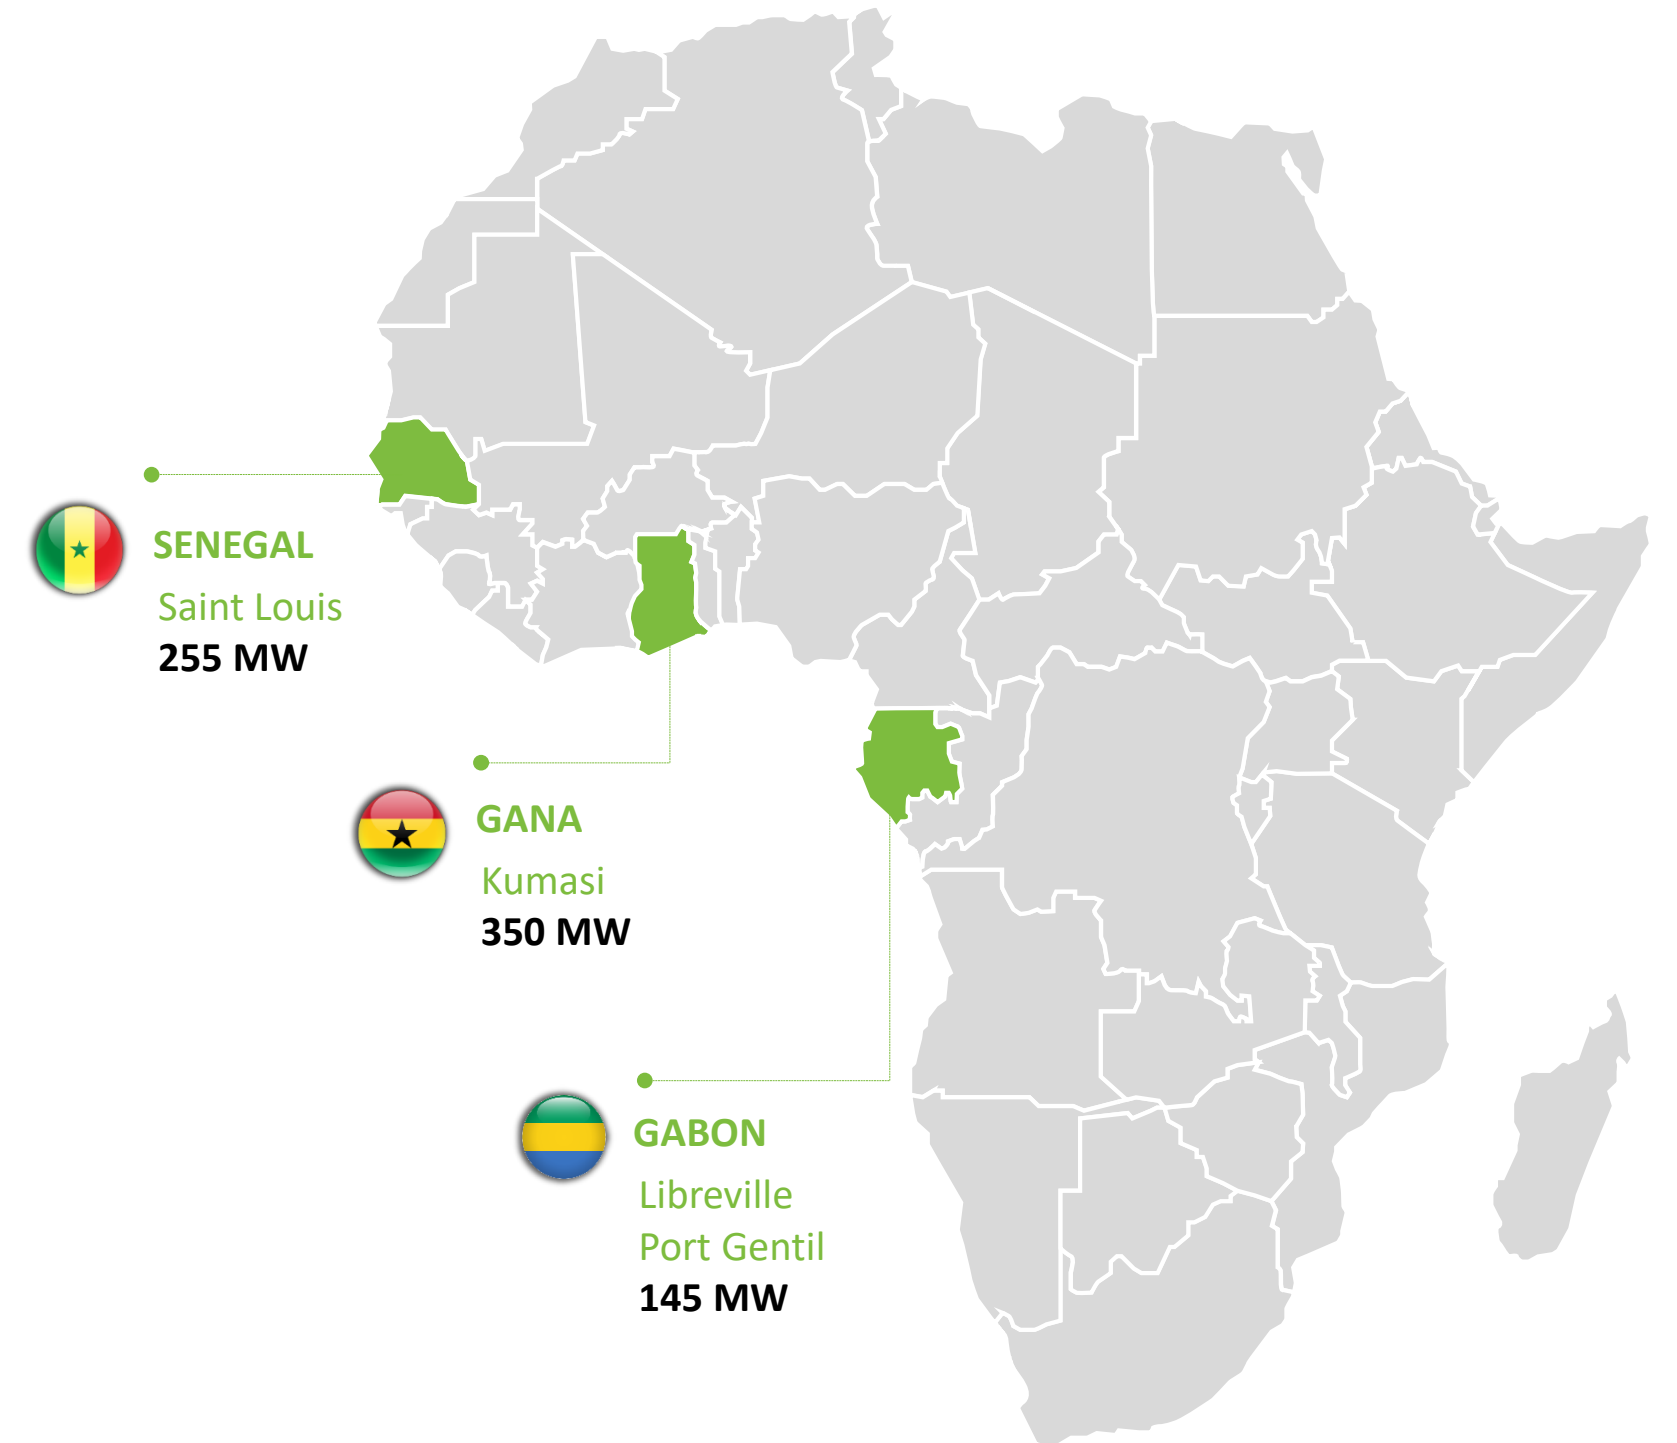 SENEGAL
Saint Louis
255 MW
GANA
Kumasi
350 MW
GABON
Libreville
Port Gentil
145 MW